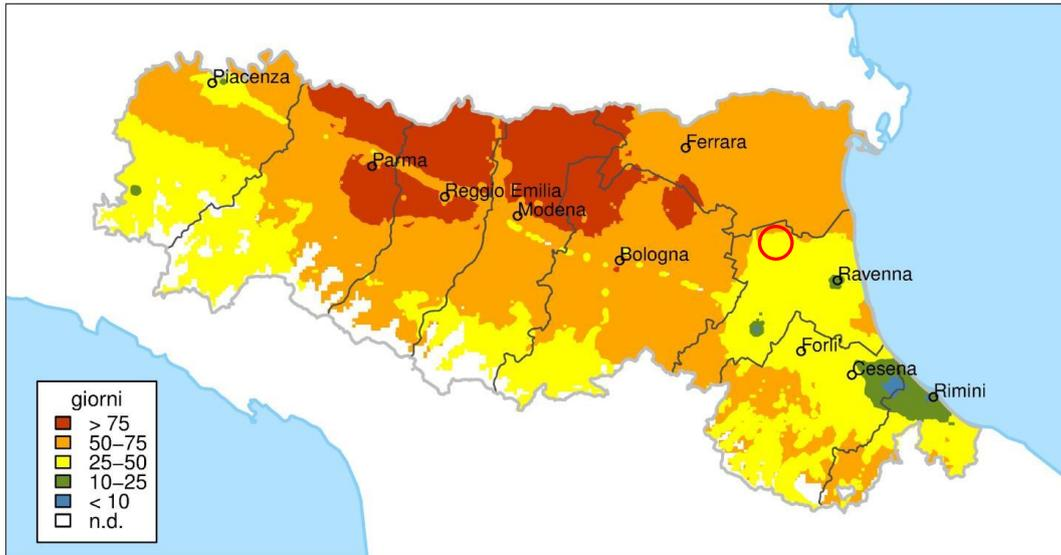 Piacenza
Ferrara
Parma
Reggio Emilia
Modena
Bologna
Ravenna
Forlì
Cesena
Rimini
giorni
> 75
50–75
25–50
10–25
< 10
n.d.